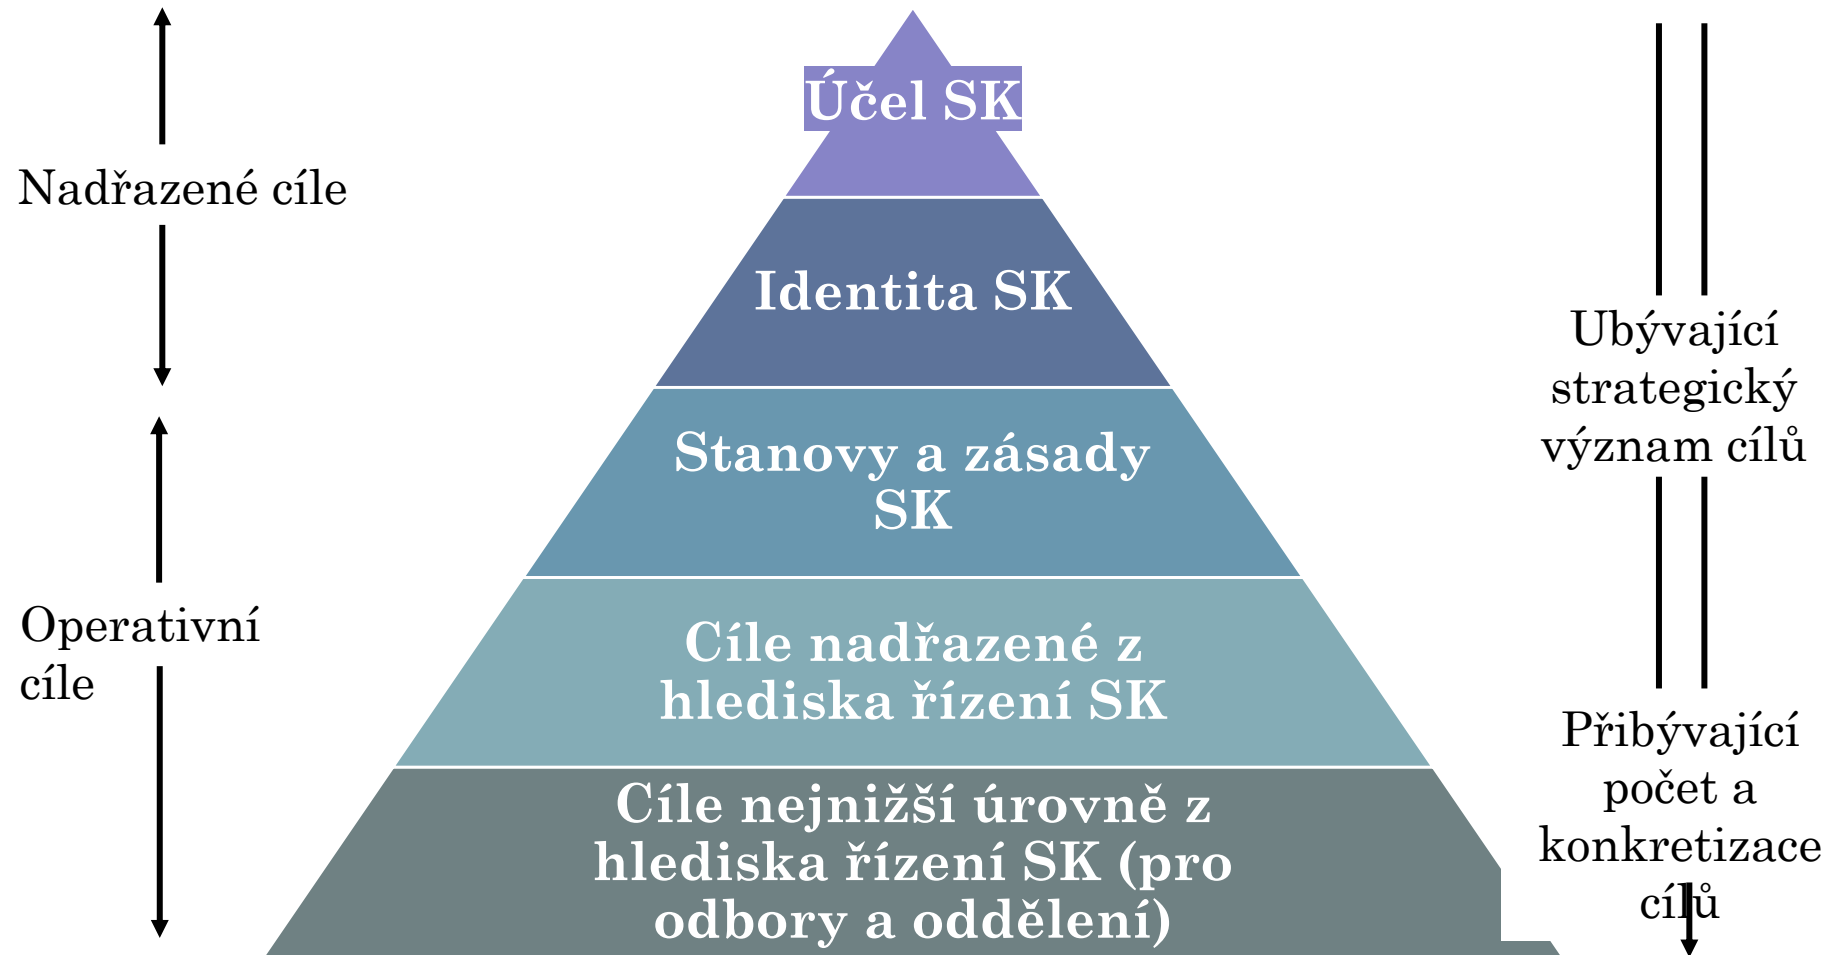 Účel SK
Nadřazené cíle
Identita SK
Ubývající
strategický
význam cílů
Stanovy a zásady
SK
Operativní
cíle
Cíle nadřazené z
hlediska řízení SK
Přibývající
počet a
konkretizace
cílů
Cíle nejnižší úrovně z
hlediska řízení SK (pro
odbory a oddělení)